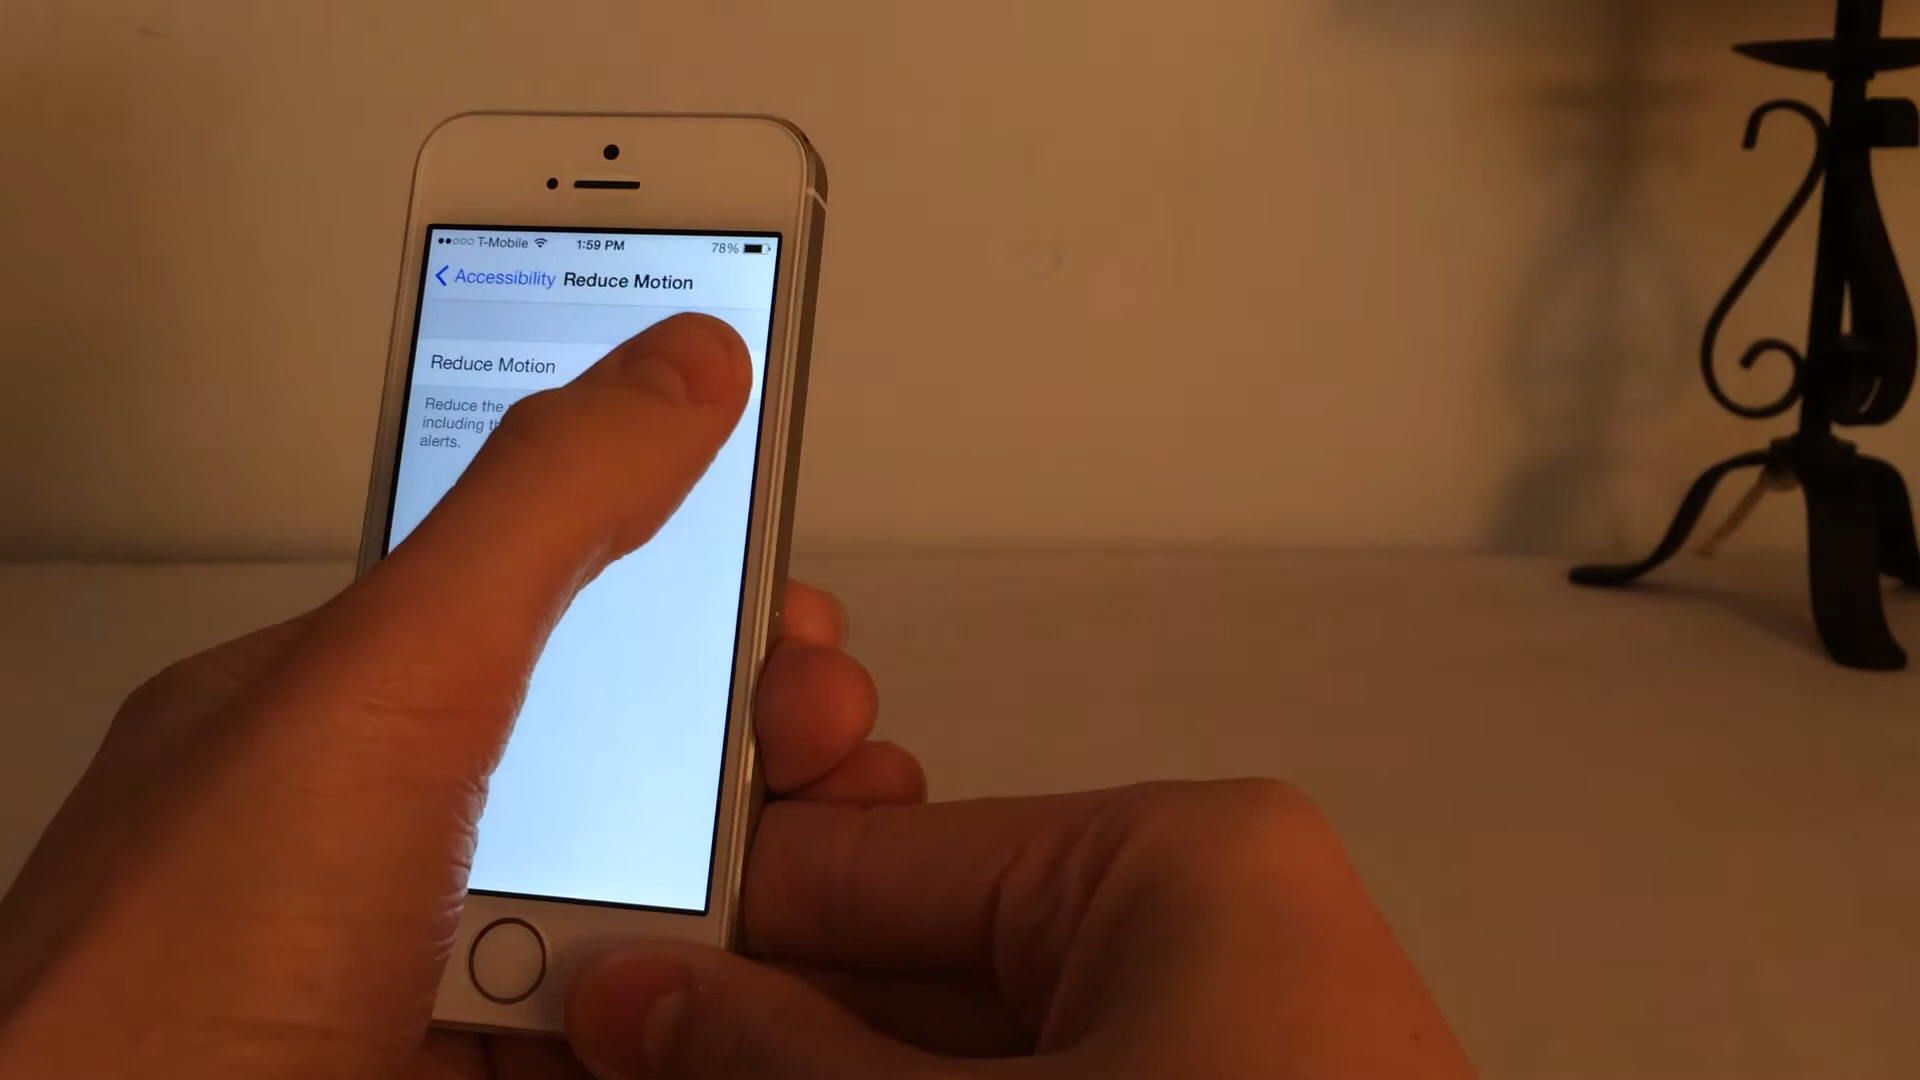 T-Mobile 1:59 PM 78%
Accessibility Reduce Motion
Reduce Motion
Reduce the
including
alerts.